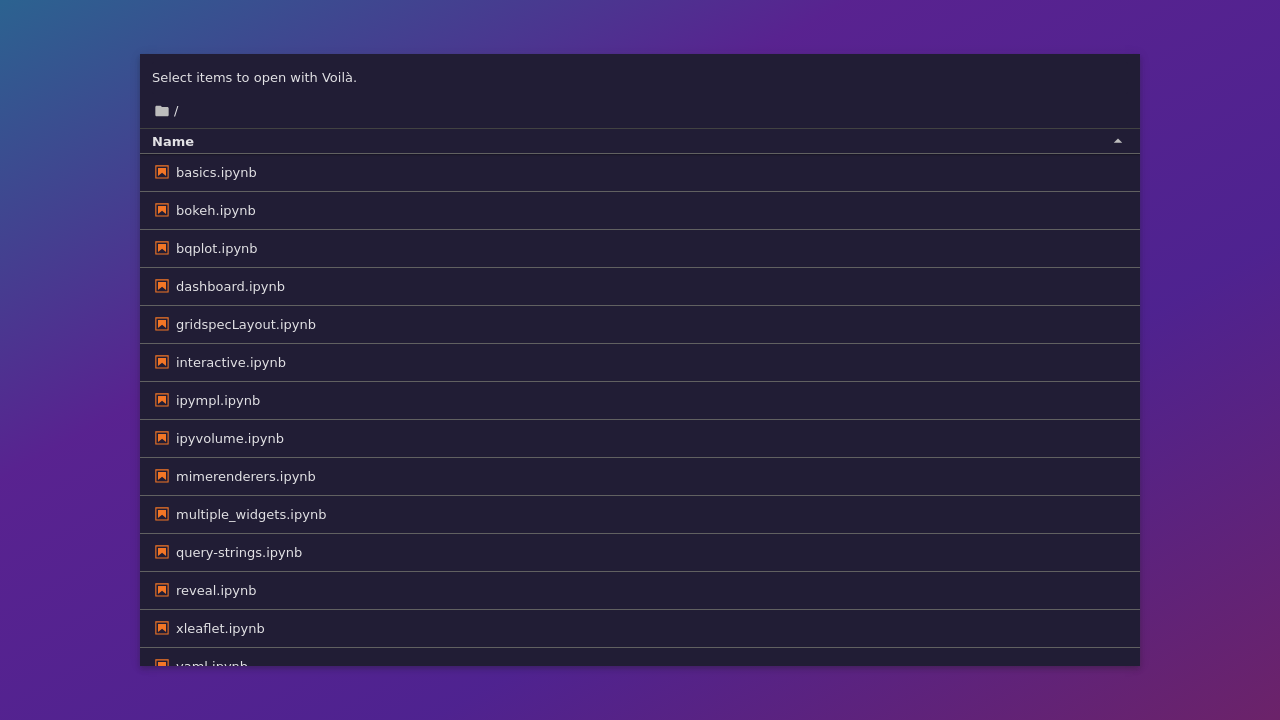 Select items to open with Voilà.
/
Name
basics.ipynb
bokeh.ipynb
bqplot.ipynb
dashboard.ipynb
gridspecLayout.ipynb
interactive.ipynb
ipympl.ipynb
ipyvolume.ipynb
mimerenderers.ipynb
multiple_widgets.ipynb
query-strings.ipynb
reveal.ipynb
xleaflet.ipynb